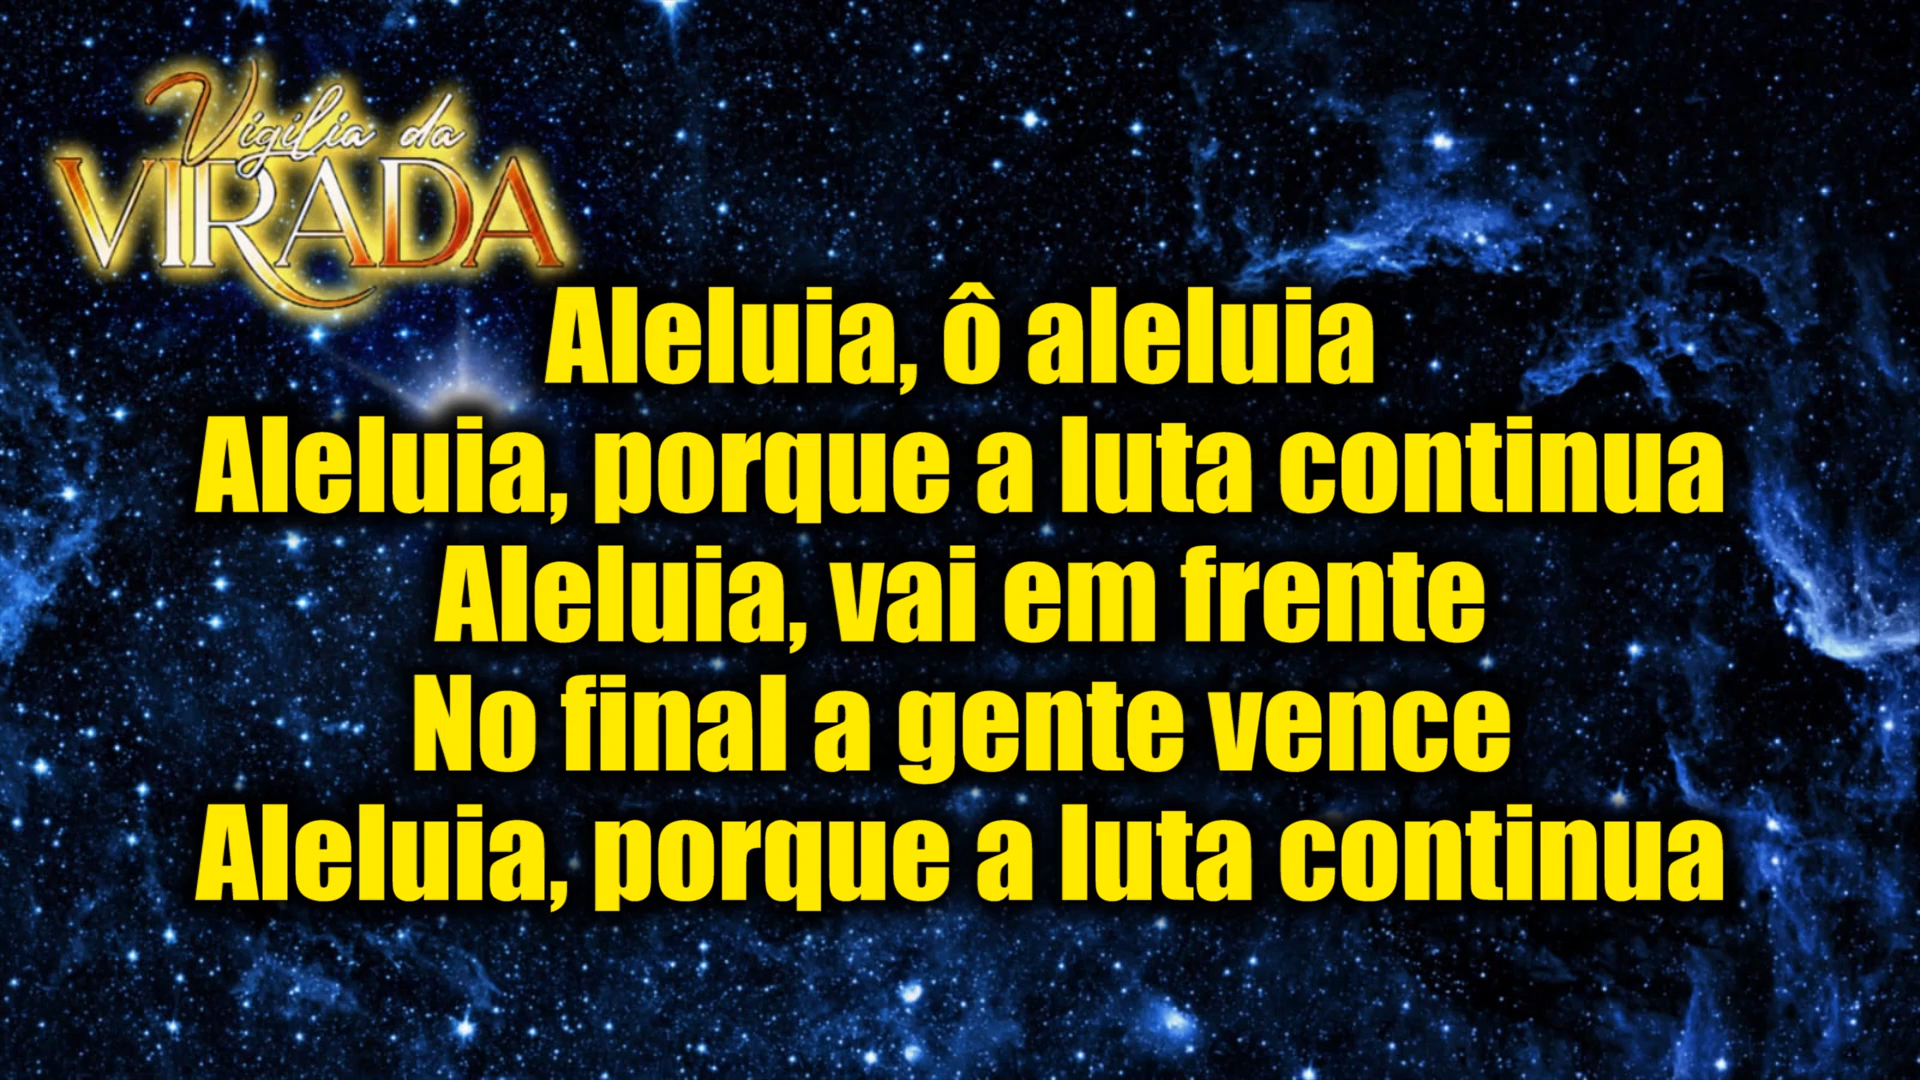 Vigília da
VIRADA
Aleluia, ô aleluia
Aleluia, porque a luta continua
Aleluia, vai em frente
No final a gente vence
Aleluia, porque a luta continua